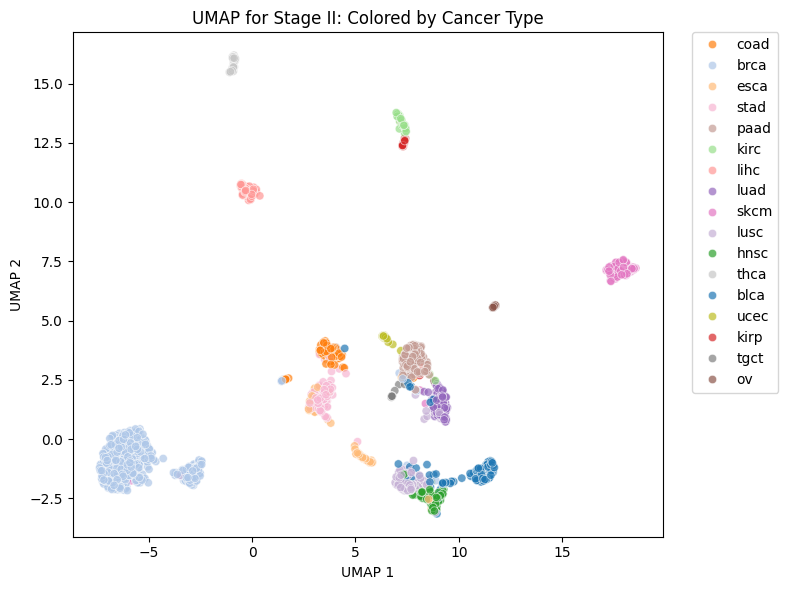 UMAP for Stage II: Colored by Cancer Type
15.0
12.5
10.0
7.5
5.0
2.5
0.0
−2.5
UMAP 2
−5
0
5
10
15
UMAP 1
coad
brca
esca
stad
paad
kirc
lihc
luad
skcm
lusc
hnsc
thca
blca
ucec
kirp
tgct
ov